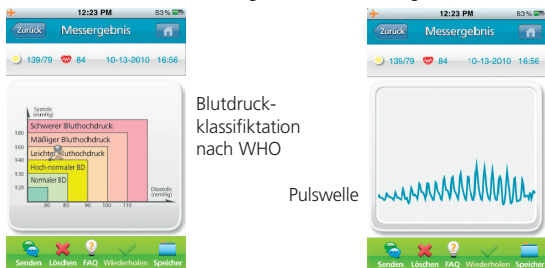 12:23 PM 53%
Zurück Messergebnis
139/79 84 10-13-2010 16:56
Systolic
(mmHg)
Schwerer Bluthochdruck
180
Mäßiger Bluthochdruck
160
Leichter Bluthochdruck
140
Hoch-normaler BD
130
Normaler BD
120
Diastolic
(mmHg)
80 85 90 100 110
Senden Löschen FAQ Wiederholen Speicher
Blutdruck-
klassifiktation
nach WHO
Pulswelle
12:23 PM 53%
Zurück Messergebnis
139/79 84 10-13-2010 16:56
Senden Löschen FAQ Wiederholen Speicher